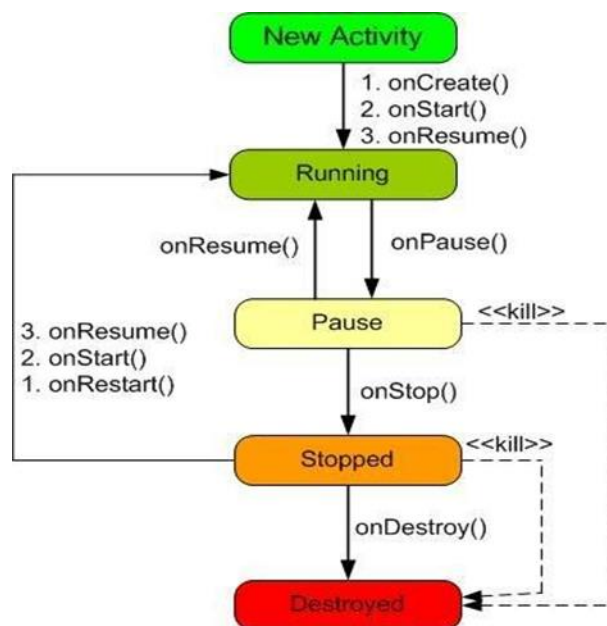 New Activity
1. onCreate()
2. onStart()
3. onResume()
Running
onResume()
onPause()
Pause
<<kill>>
3. onResume()
2. onStart()
1. onRestart()
onStop()
Stopped
<<kill>>
onDestroy()
Destroyed